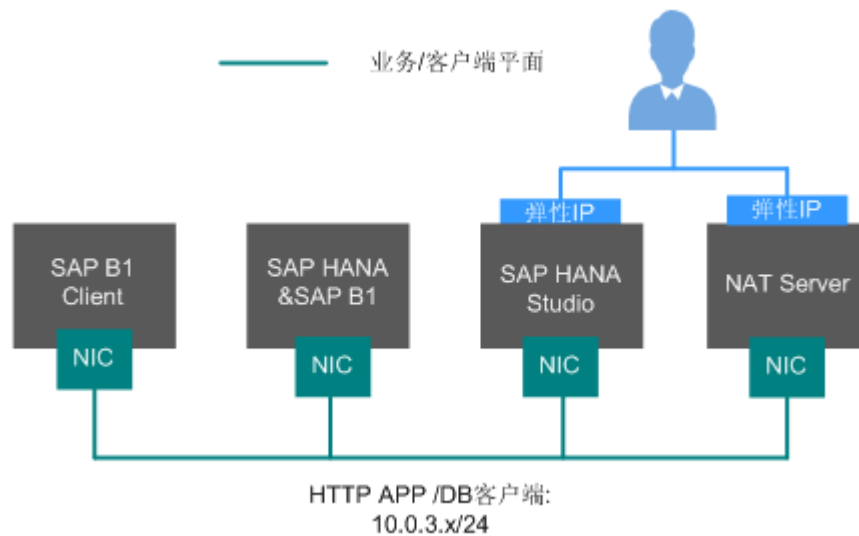 业务/客户端平面
弹性IP
弹性IP
SAP B1
Client
SAP HANA
&SAP B1
SAP HANA
Studio
NAT Server
NIC
NIC
NIC
NIC
HTTP APP /DB客户端:
10.0.3.x/24